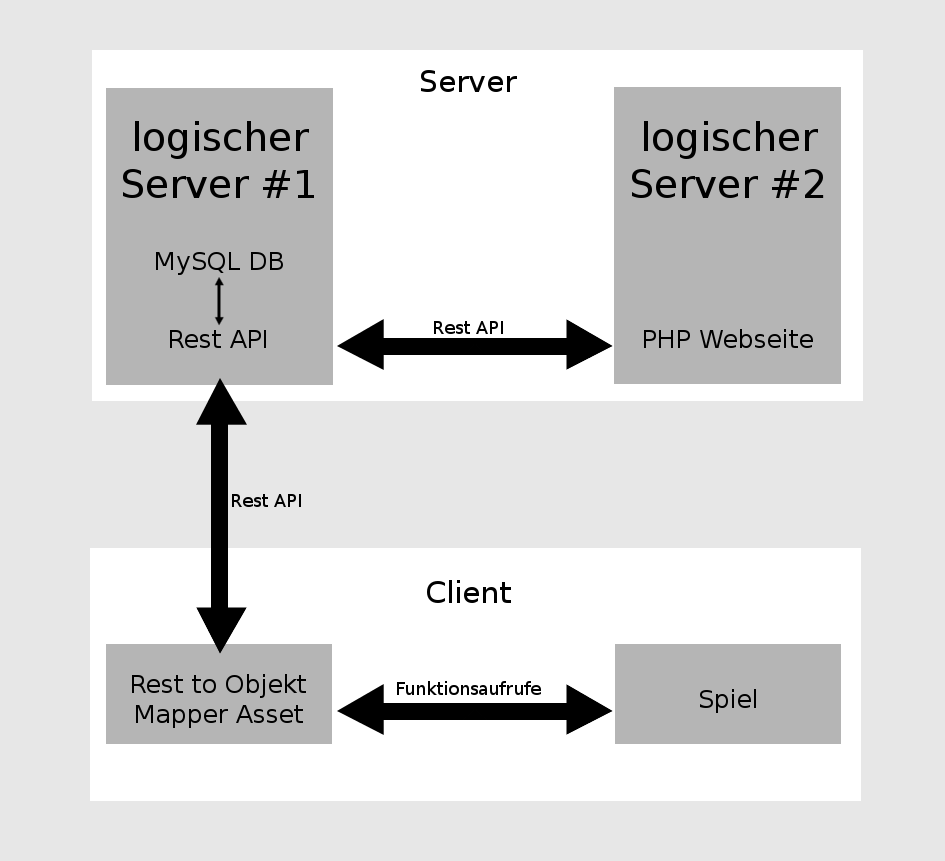 Server
logischer
Server #1
MySQL DB
Rest API
Rest API
logischer
Server #2
PHP Webseite
Rest API
Client
Rest to Objekt
Mapper Asset
Funktionsaufrufe
Spiel